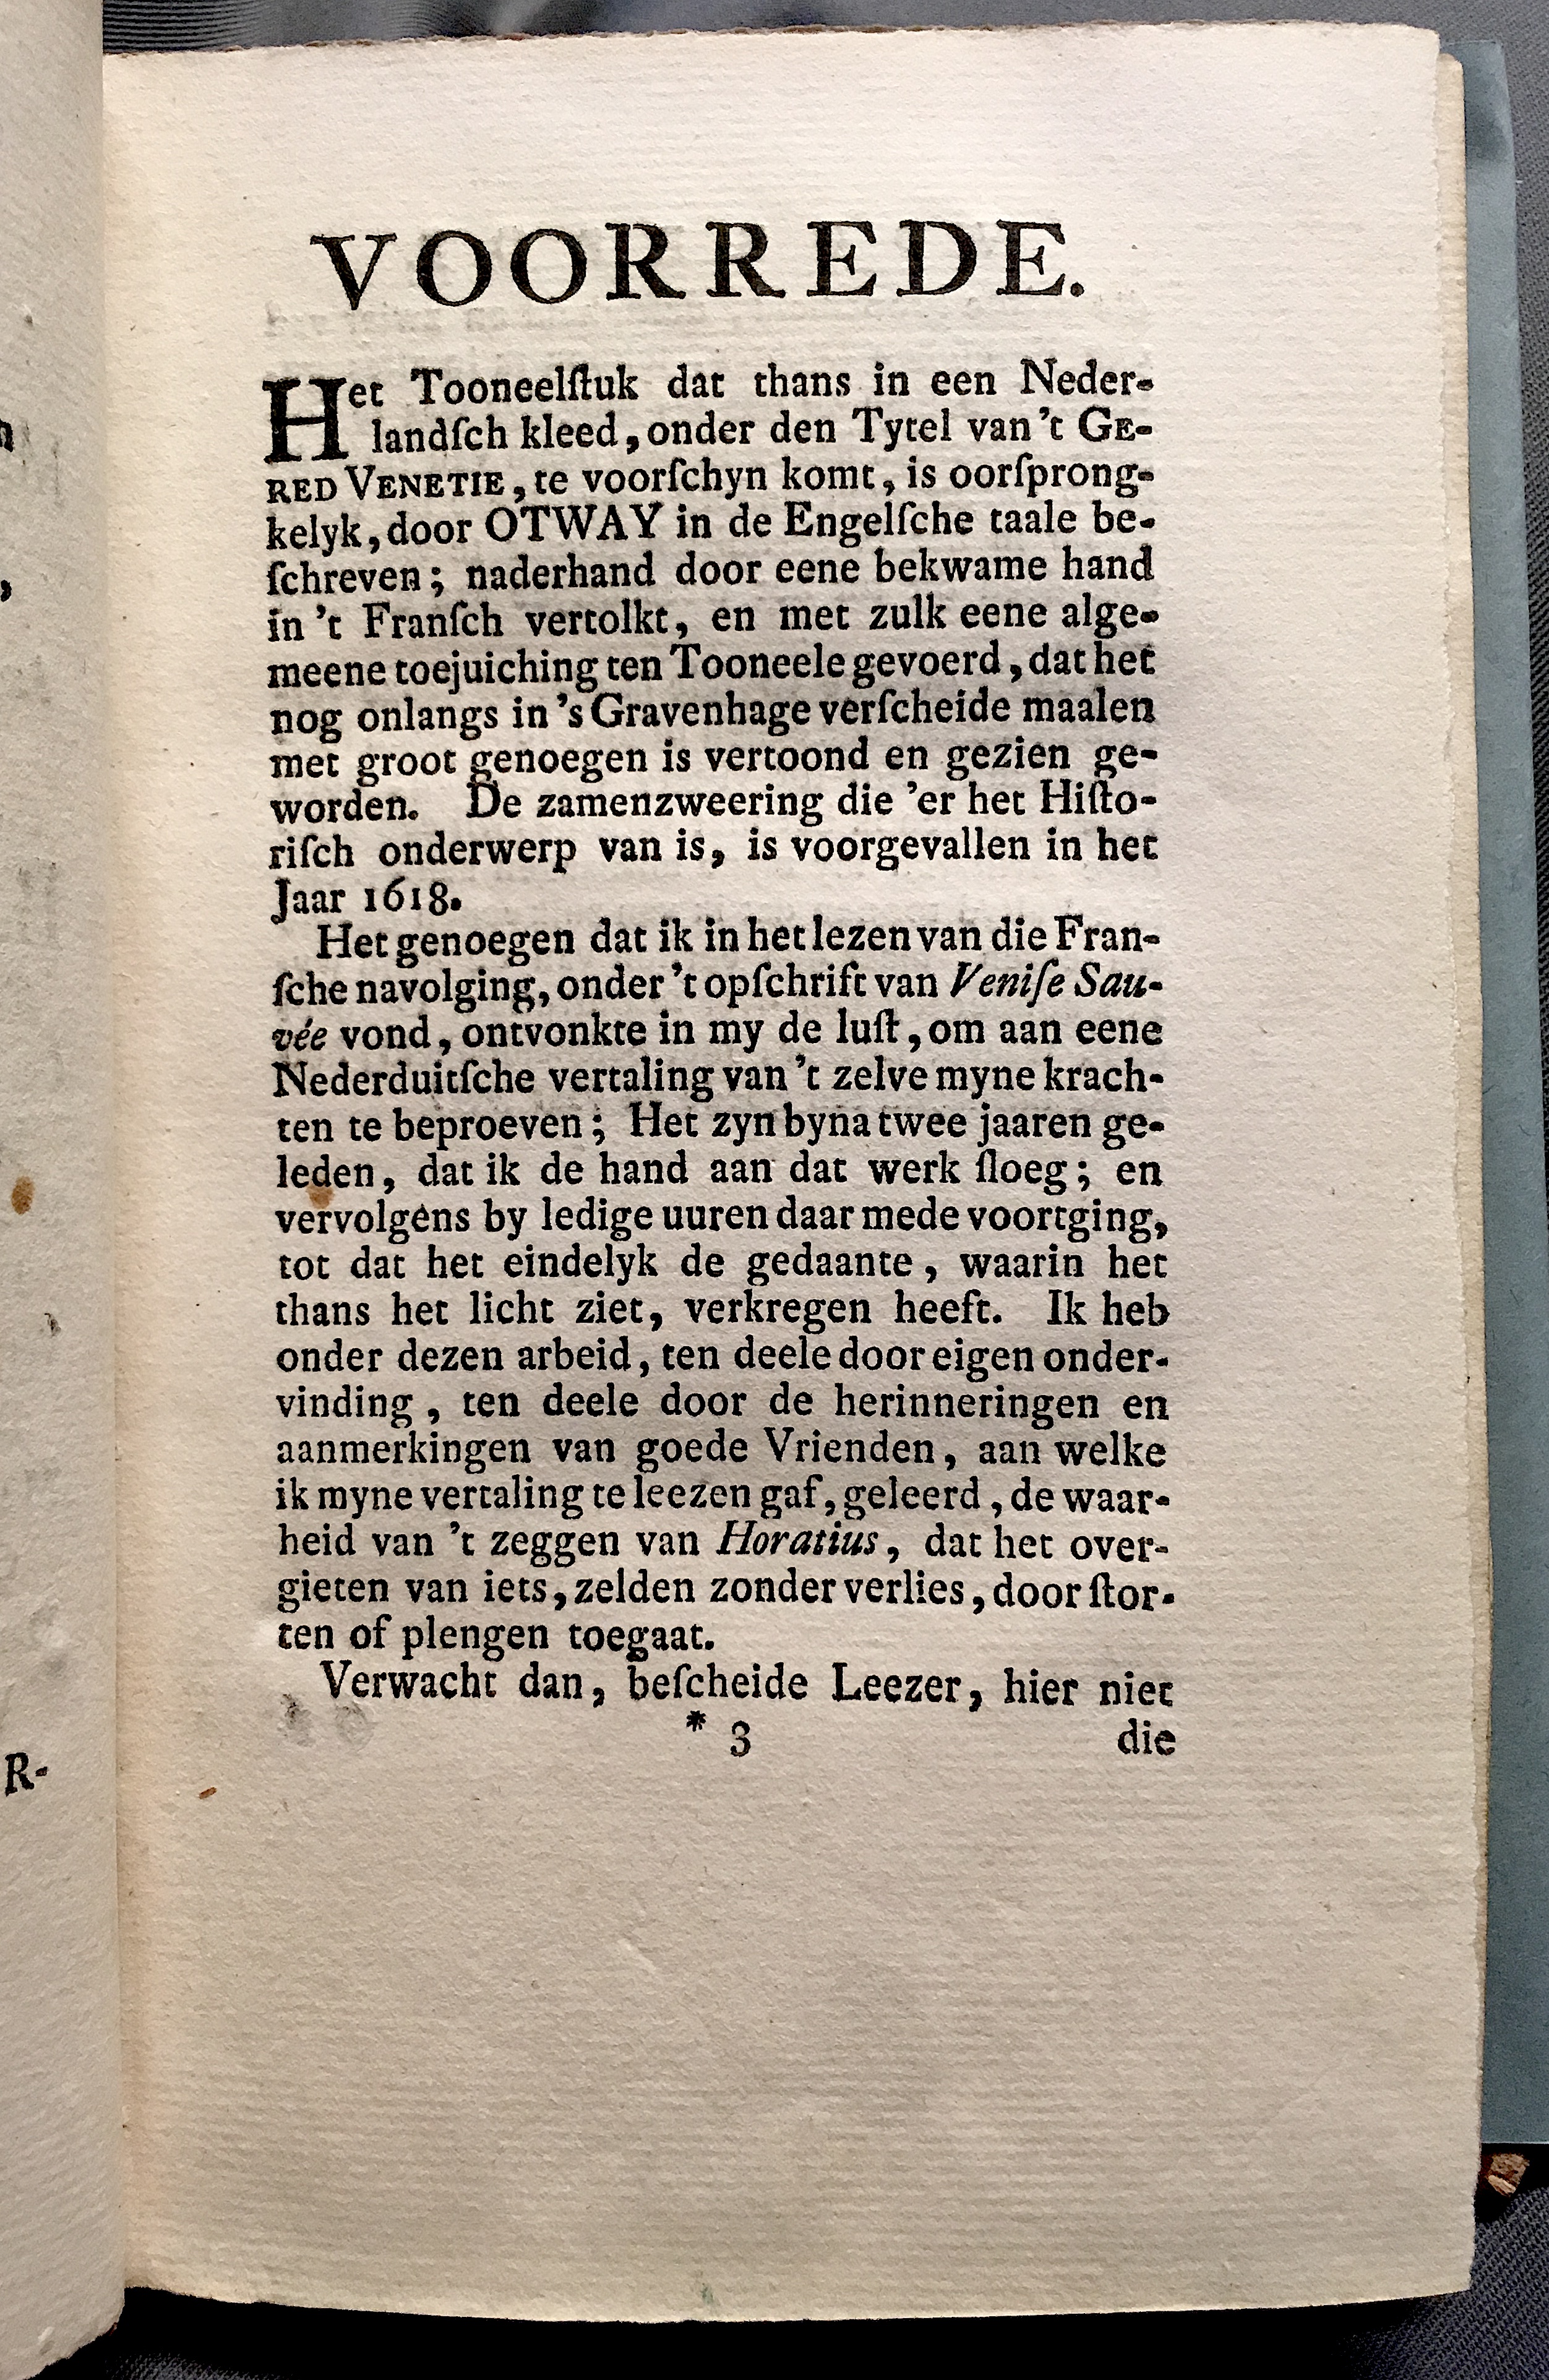 VOORREDE.
Het Tooneelſtuk dat thans in een Neder-
landſch kleed, onder den Tytel van 't GE-
RED VENETIE, te voorſchyn komt, is oorſprong-
kelyk, door OTWAY in de Engelſche taale be-
ſchreven; naderhand door eene bekwame hand
in 't Franſch vertolkt, en met zulk eene alge-
meene toejuiching ten Tooneele gevoerd, dat het
nog onlangs in 's Gravenhage verſcheide maalen
met groot genoegen is vertoond en gezien ge-
worden. De zamenzweering die 'er het Hiſto-
riſch onderwerp van is, is voorgevallen in het
Jaar 1618.
Het genoegen dat ik in het lezen van die Fran-
ſche navolging, onder 't opſchrift van Veniſe Sau-
vée vond, ontvonkte in my de luſt, om aan eene
Nederduitſche vertaling van 't zelve myne krach-
ten te beproeven; Het zyn byna twee jaaren ge-
leden, dat ik de hand aan dat werk ſloeg; en
vervolgens by ledige uuren daar mede voortging,
tot dat het eindelyk de gedaante, waarin het
thans het licht ziet, verkregen heeft. Ik heb
onder dezen arbeid, ten deele door eigen onder-
vinding, ten deele door de herinneringen en
aanmerkingen van goede Vrienden, aan welke
ik myne vertaling te leezen gaf, geleerd, de waar-
heid van 't zeggen van Horatius, dat het over-
gieten van iets, zelden zonder verlies, door ſtor-
ten of plengen toegaat.
Verwacht dan, beſcheide Leezer, hier niet
* 3 die
R-